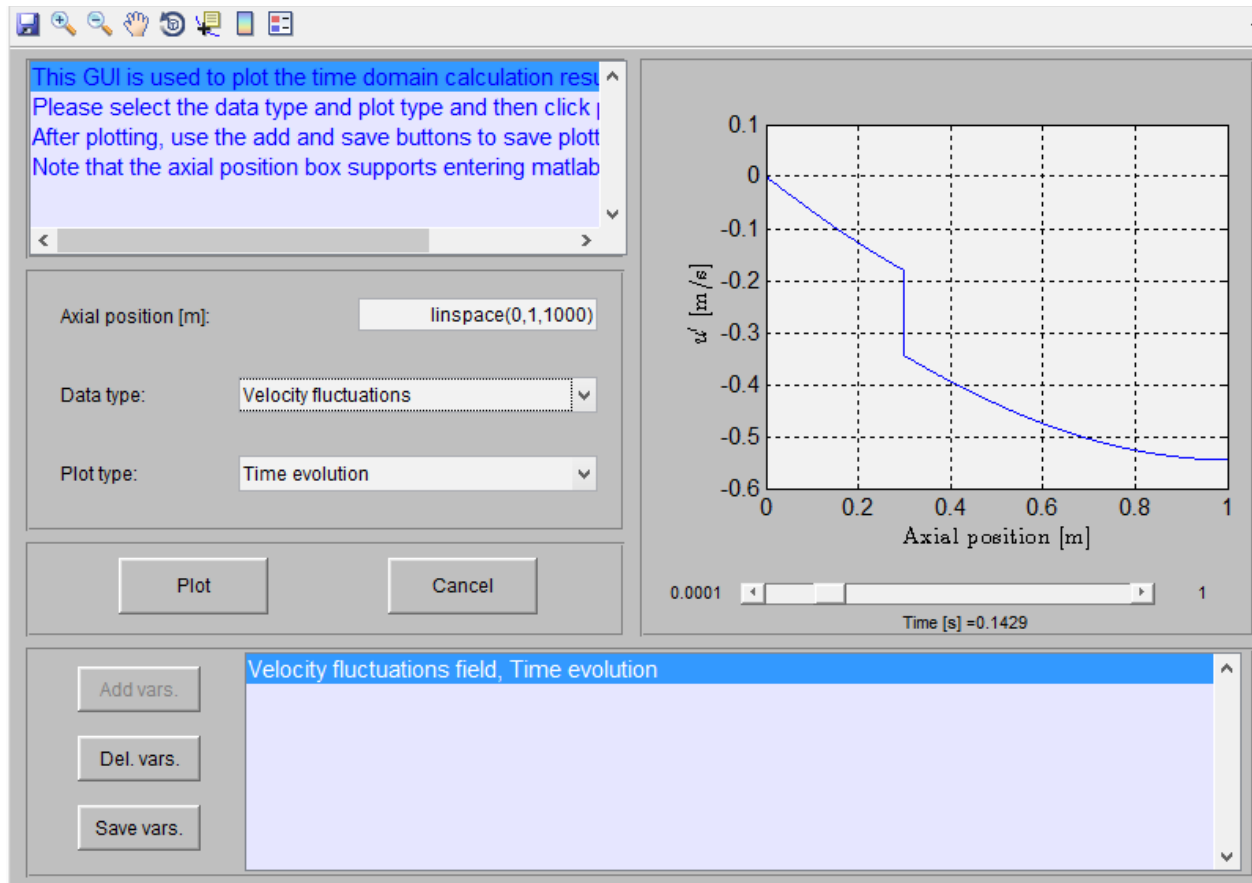 This GUI is used to plot the time domain calculation resu
Please select the data type and plot type and then click p
After plotting, use the add and save buttons to save plott
Note that the axial position box supports entering matlab
Axial position [m]:
linspace(0,1,1000)
Data type:
Velocity fluctuations
Plot type:
Time evolution
Plot
Cancel
0.1
0
-0.1
-0.2
-0.3
-0.4
-0.5
-0.6
u' [m/s]
0 0.2 0.4 0.6 0.8 1
Axial position [m]
0.0001
1
Time [s] =0.1429
Add vars.
Del. vars.
Save vars.
Velocity fluctuations field, Time evolution